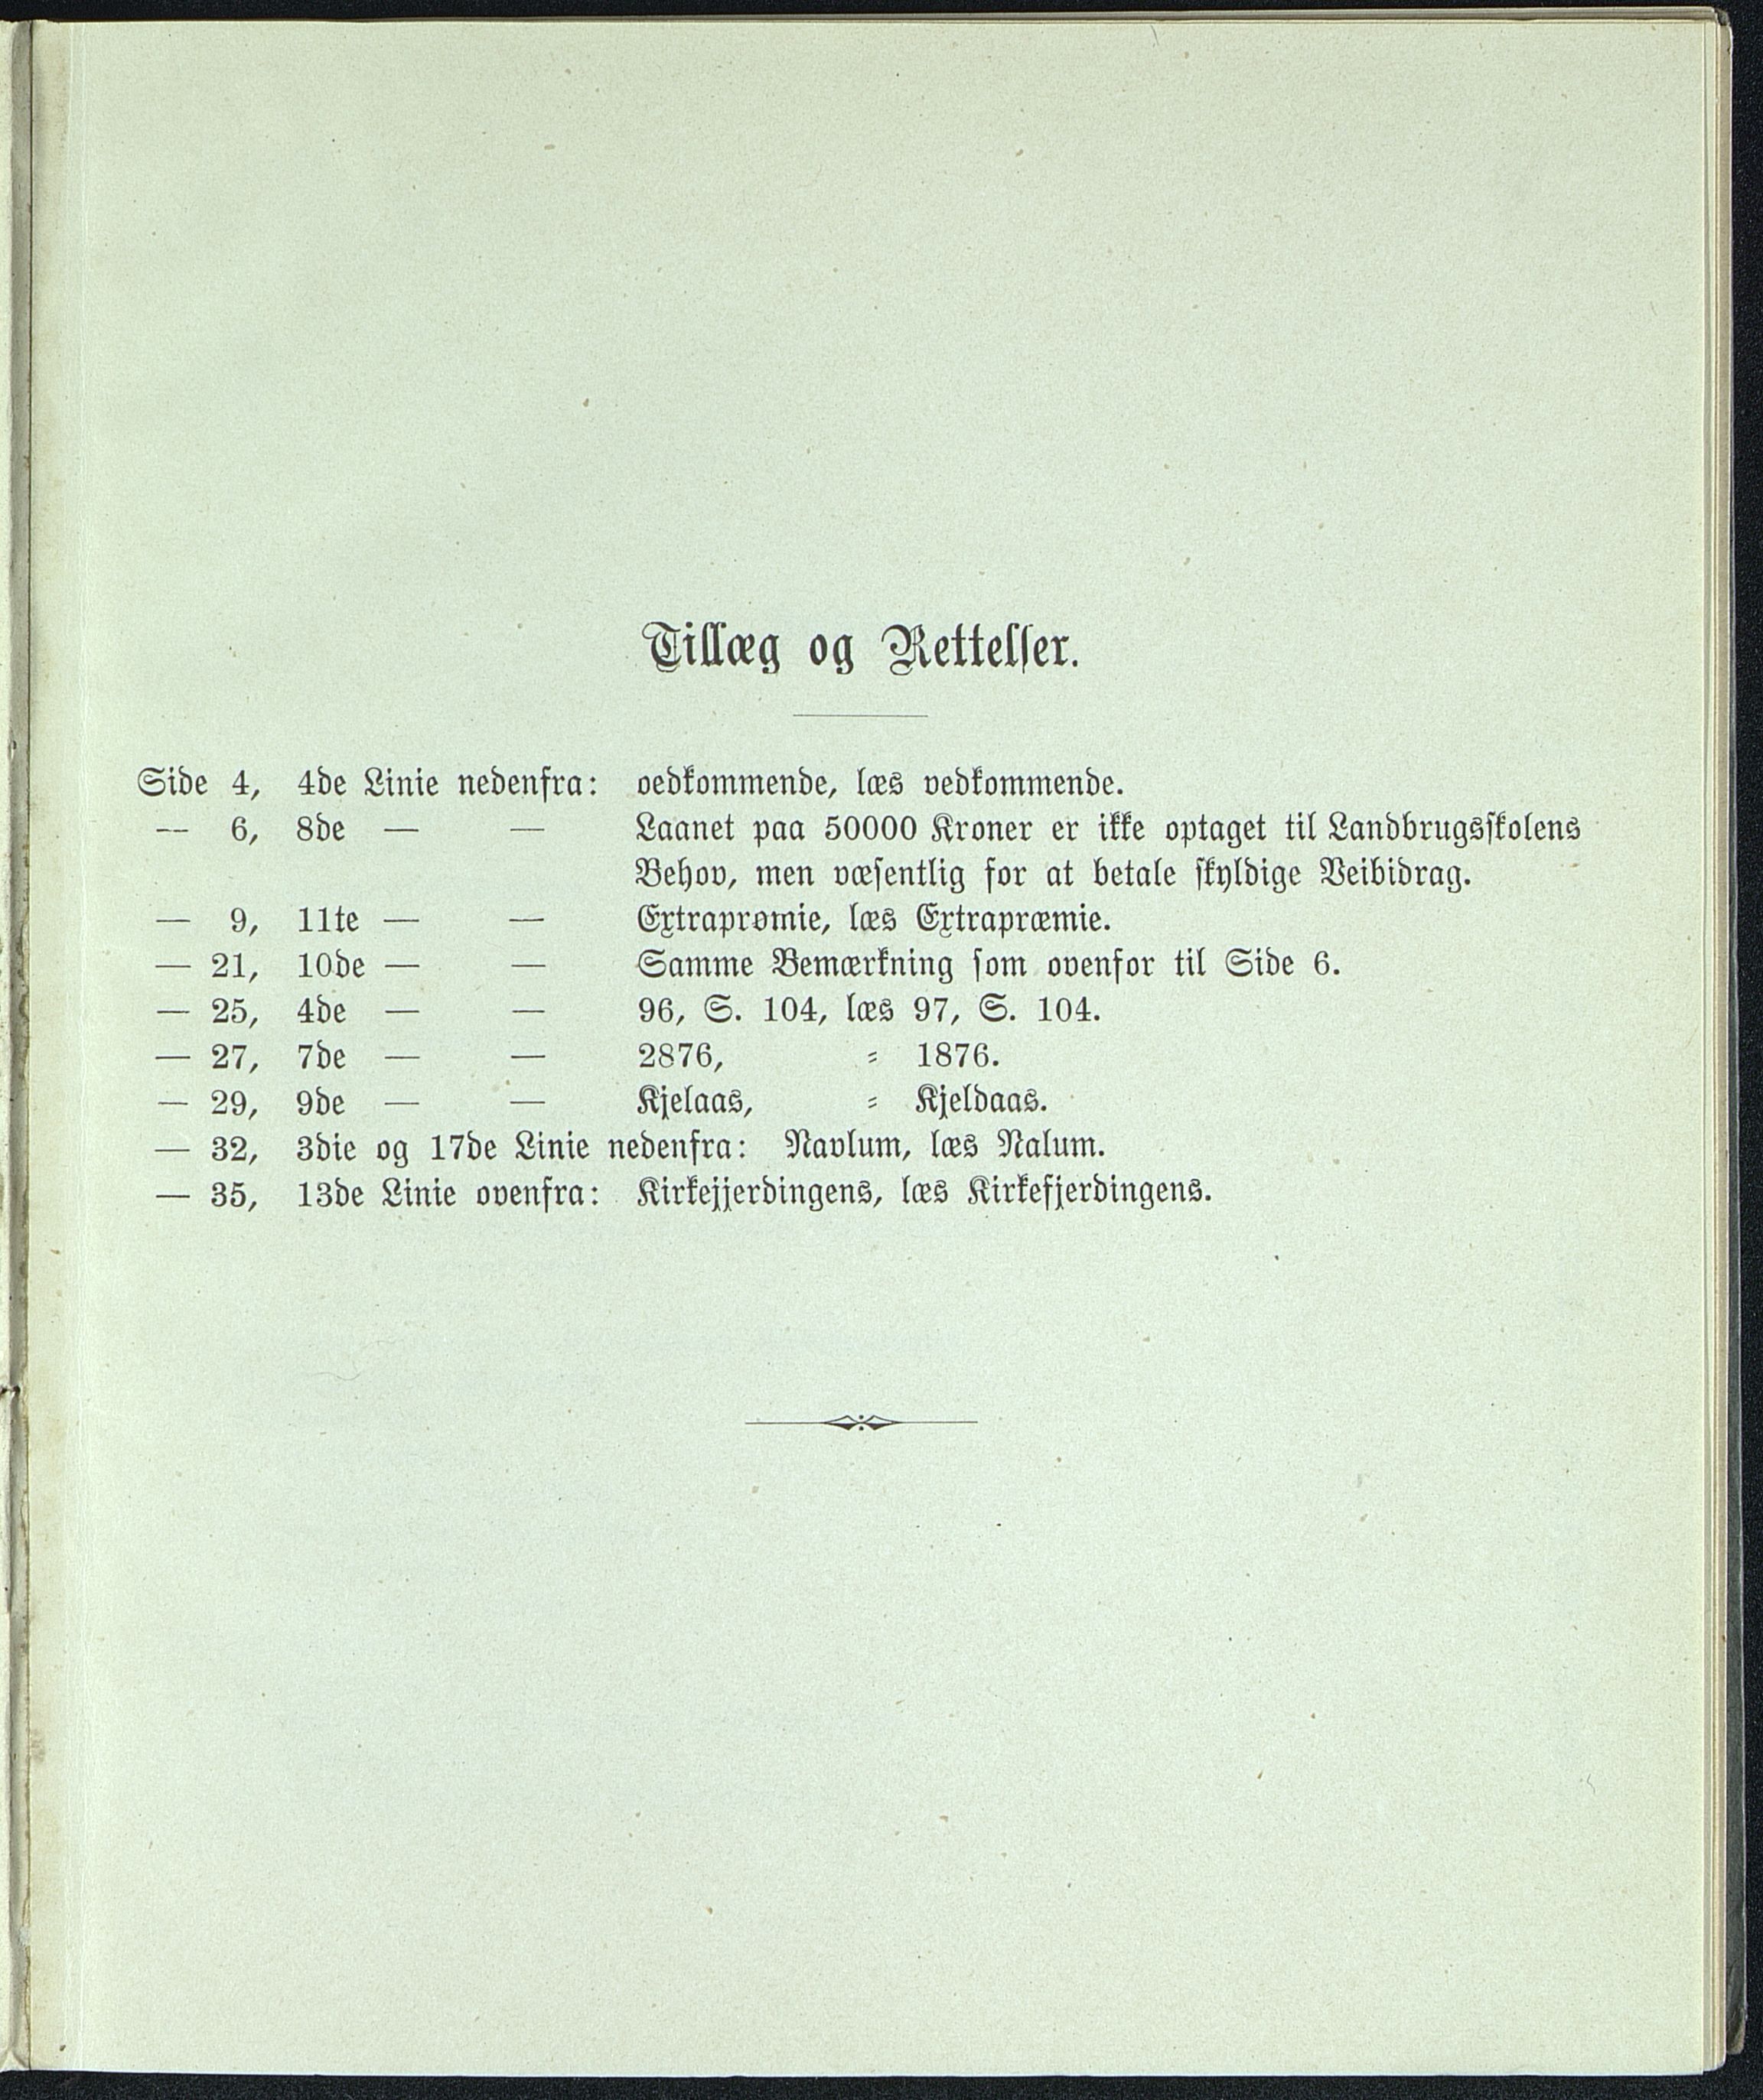 Tillæg og Rettelser.
Side 4, 4de Linie nedenfra: oedkommende, læs vedkommende.
— 6, 8de — — Laanet paa 50000 Kroner er ikke optaget til Landbrugsskolens
Behov, men væsentlig for at betale skyldige Veibidrag.
— 9, 11te — — Extraprømie, læs Extrapræmie.
— 21, 10de — — Samme Bemærkning som ovenfor til Side 6.
— 25, 4de — — 96, S. 104, læs 97, S. 104.
— 27, 7de — — 2876, = 1876.
— 29, 9de — — Kjelaas, = Kjeldaas.
— 32, 3die og 17de Linie nedenfra: Navlum, læs Nalum.
— 35, 13de Linie ovenfra: Kirkejjerdingens, læs Kirkefjerdingens.